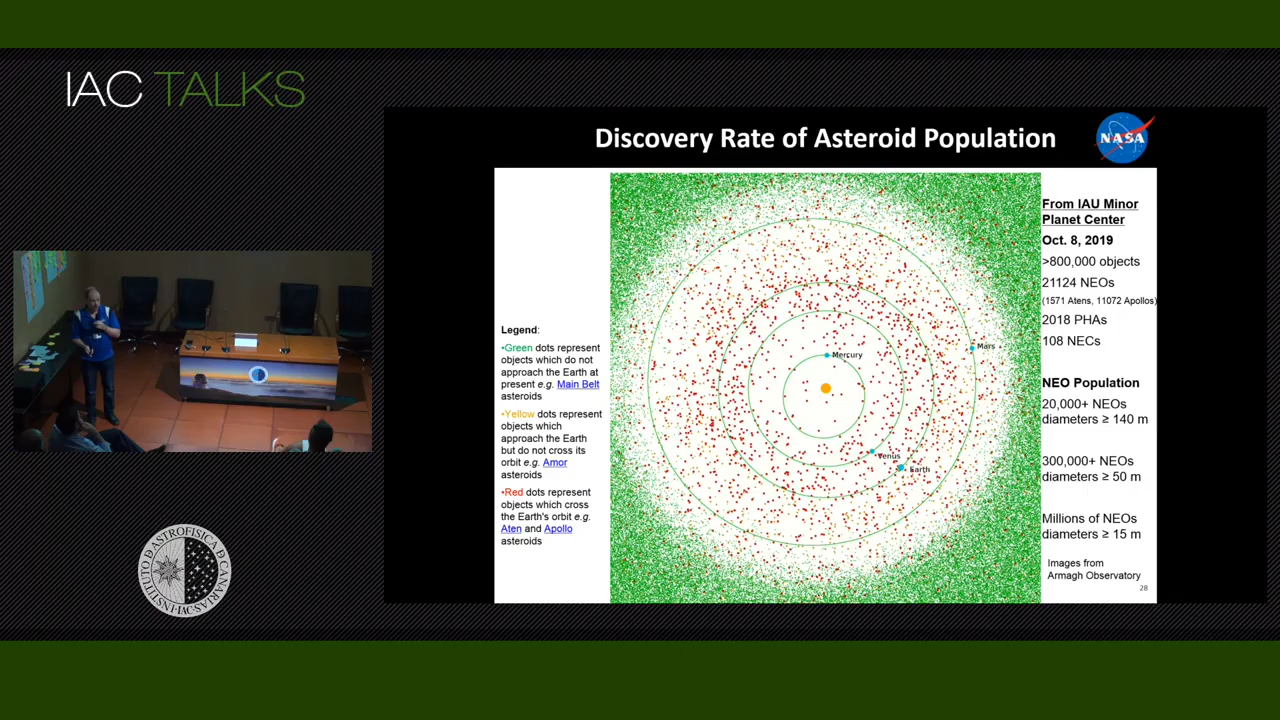 IAC TALKS
Discovery Rate of Asteroid Population
NASA
Legend:
•Green dots represent
objects which do not
approach the Earth at
present e.g. Main Belt
asteroids
•Yellow dots represent
objects which
approach the Earth
but do not cross its
orbit e.g. Amor
asteroids
•Red dots represent
objects which cross
the Earth's orbit e.g.
Aten and Apollo
asteroids
Mercury
Mars
Venus
Earth
From IAU Minor
Planet Center
Oct. 8, 2019
>800,000 objects
21124 NEOs
(1571 Atens, 11072 Apollos)
2018 PHAs
108 NECs
NEO Population
20,000+ NEOs
diameters ≥ 140 m
300,000+ NEOs
diameters ≥ 50 m
Millions of NEOs
diameters ≥ 15 m
Images from
Armagh Observatory
28
INSTITUTO D ASTROFISICA D CANARIAS
•IAC•